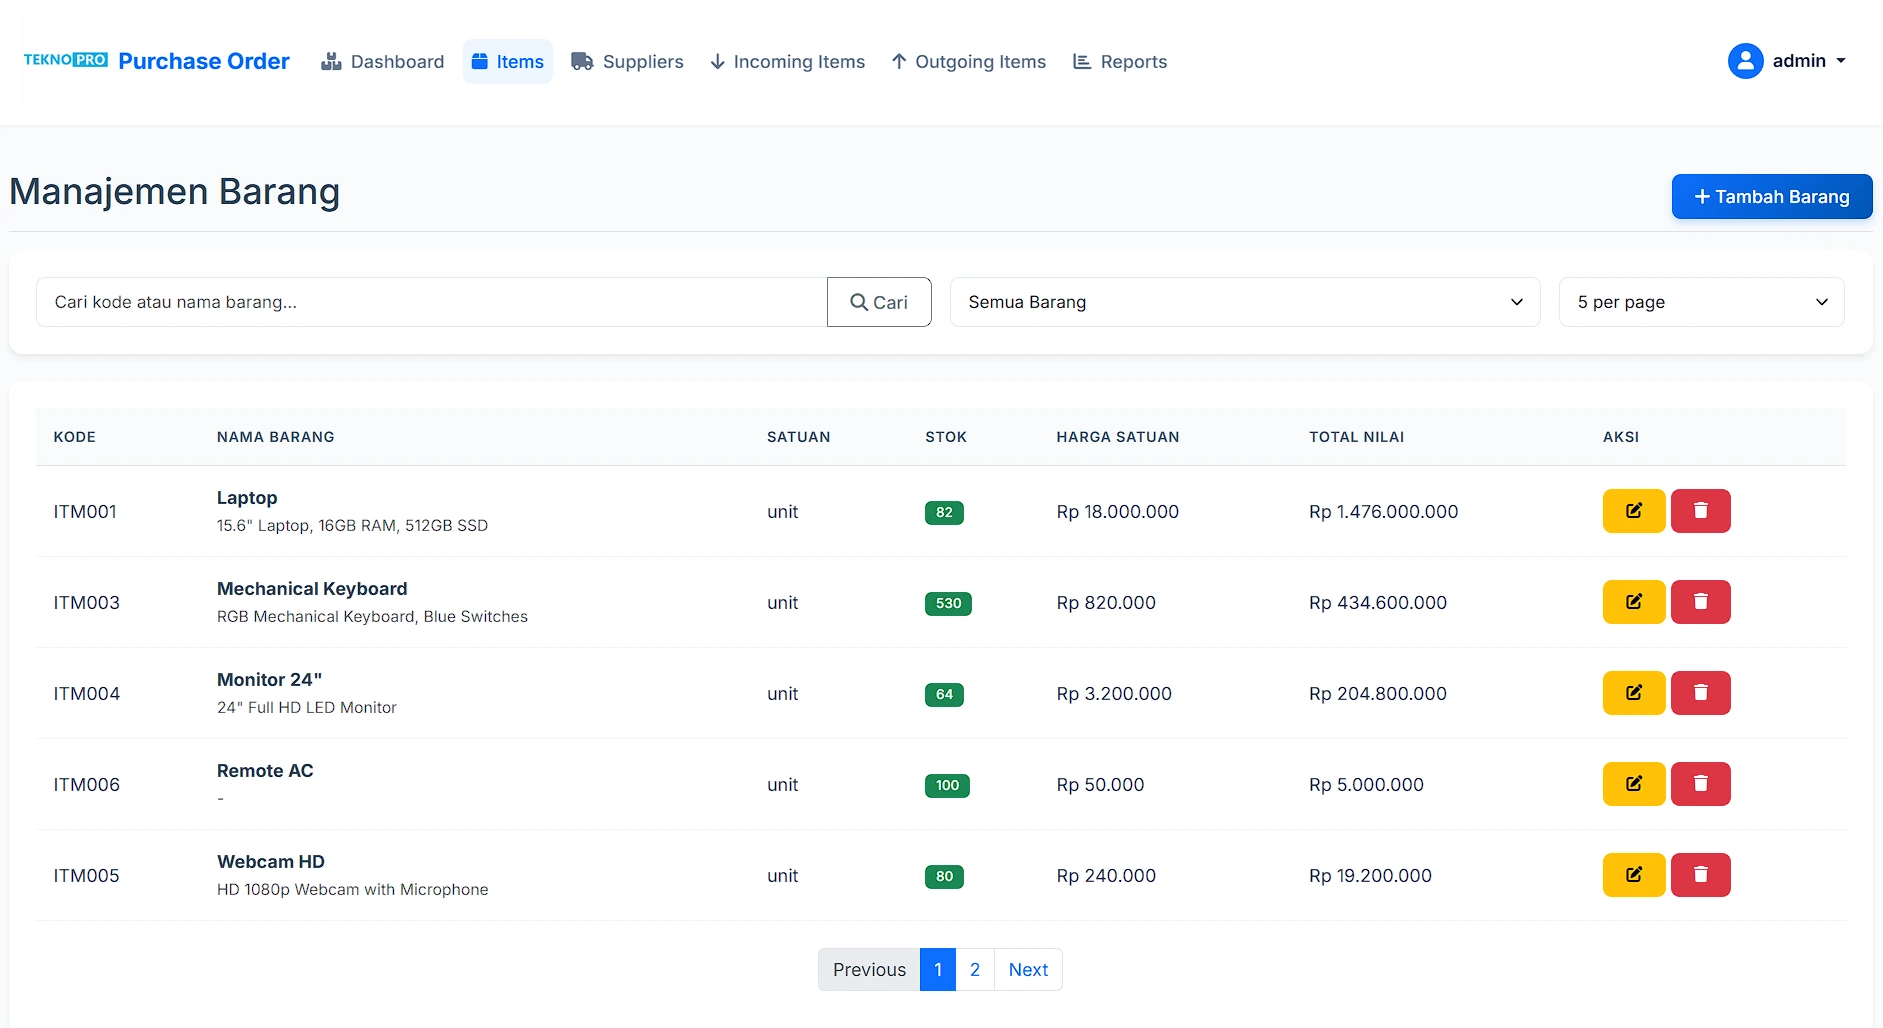 TEKNOPRO Purchase Order Dashboard Items Suppliers Incoming Items Outgoing Items Reports admin
Manajemen Barang
+ Tambah Barang
Cari kode atau nama barang... Cari Semua Barang 5 per page
KODE NAMA BARANG SATUAN STOK HARGA SATUAN TOTAL NILAI AKSI
ITM001 Laptop unit 82 Rp 18.000.000 Rp 1.476.000.000
15.6" Laptop, 16GB RAM, 512GB SSD
ITM003 Mechanical Keyboard unit 530 Rp 820.000 Rp 434.600.000
RGB Mechanical Keyboard, Blue Switches
ITM004 Monitor 24" unit 64 Rp 3.200.000 Rp 204.800.000
24" Full HD LED Monitor
ITM006 Remote AC unit 100 Rp 50.000 Rp 5.000.000
-
ITM005 Webcam HD unit 80 Rp 240.000 Rp 19.200.000
HD 1080p Webcam with Microphone
Previous 1 2 Next